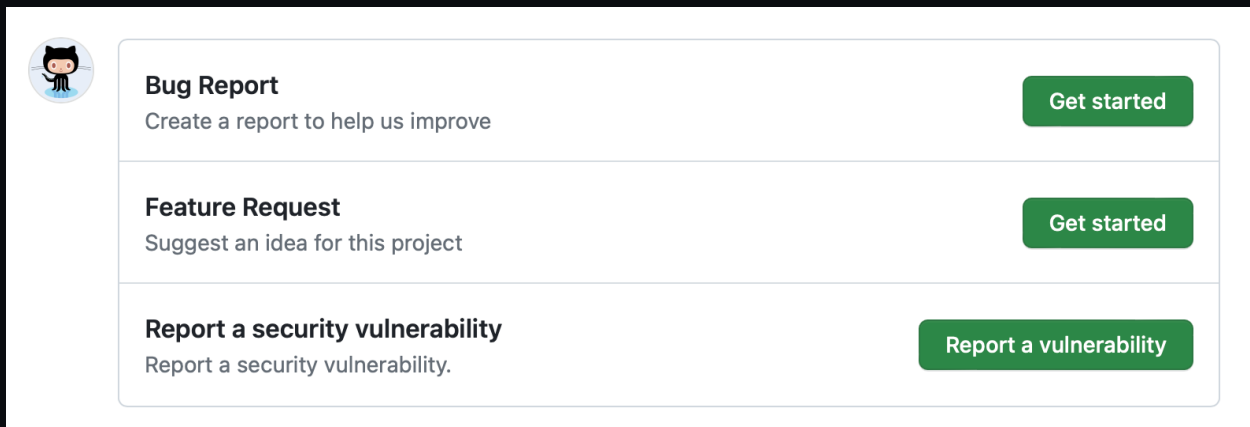 Bug Report
Create a report to help us improve
Get started
Feature Request
Suggest an idea for this project
Get started
Report a security vulnerability
Report a security vulnerability.
Report a vulnerability